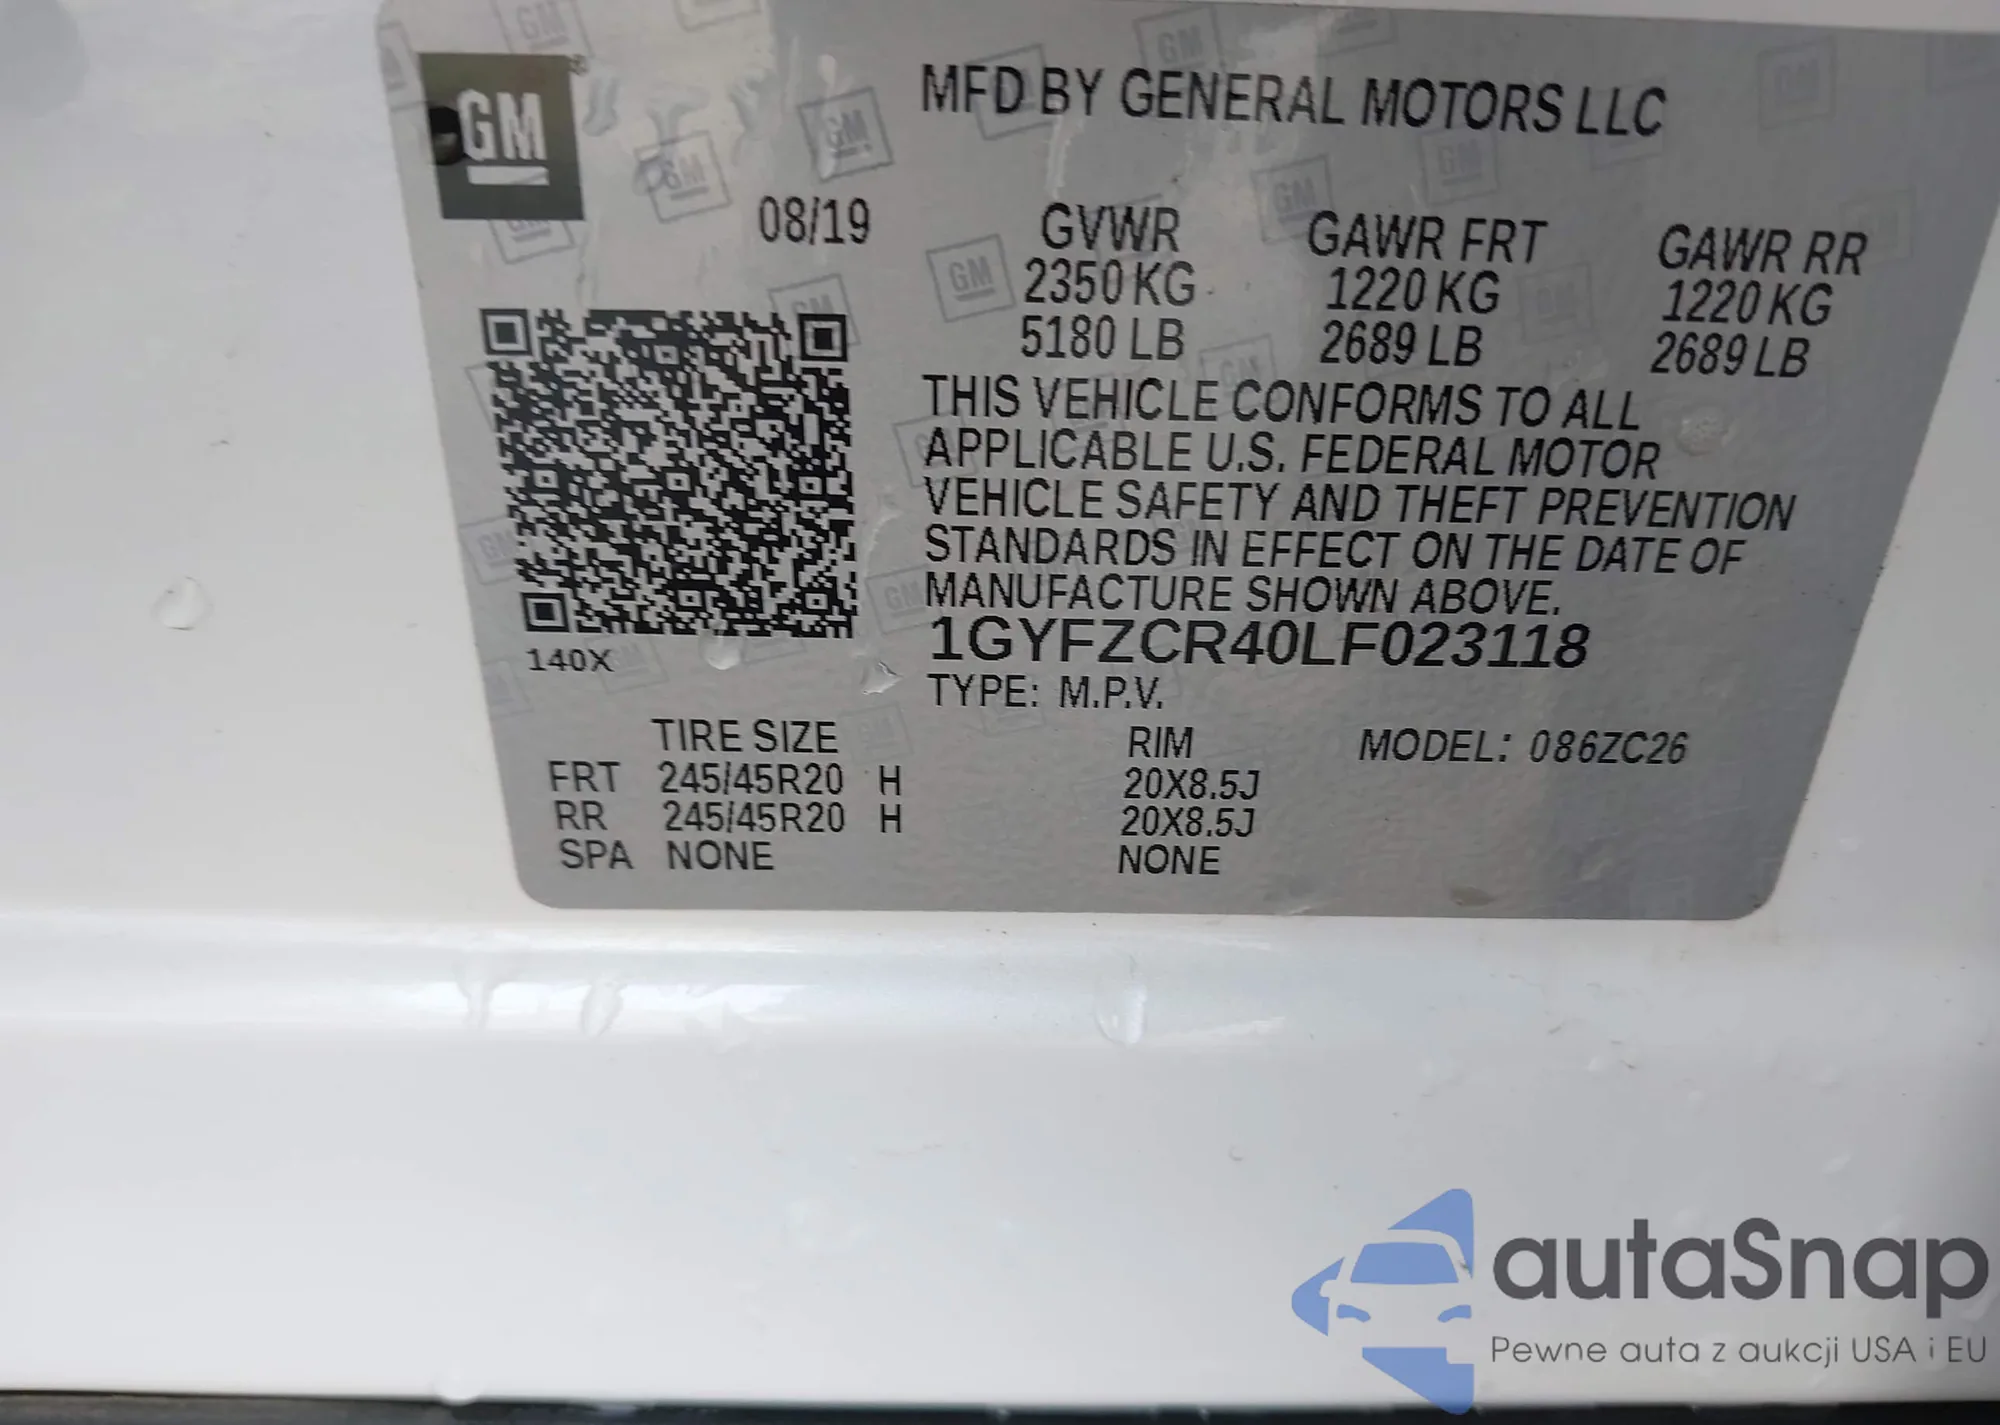 GM
MFD BY GENERAL MOTORS LLC
08/19
GVWR GAWR FRT GAWR RR
2350 KG 1220 KG 1220 KG
5180 LB 2689 LB 2689 LB
THIS VEHICLE CONFORMS TO ALL
APPLICABLE U.S. FEDERAL MOTOR
VEHICLE SAFETY AND THEFT PREVENTION
STANDARDS IN EFFECT ON THE DATE OF
MANUFACTURE SHOWN ABOVE.
1GYFZCR40LF023118
140X
TYPE: M.P.V.
TIRE SIZE RIM MODEL: 086ZC26
FRT 245/45R20 H 20X8.5J
RR 245/45R20 H 20X8.5J
SPA NONE NONE
autaSnap
Pewne auta z aukcji USA i EU